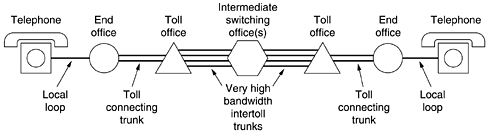 Telephone
End
office
Toll
office
Intermediate
switching
office(s)
Toll
office
End
office
Telephone
Local
loop
Toll
connecting
trunk
Very high
bandwidth
intertoll
trunks
Toll
connecting
trunk
Local
loop